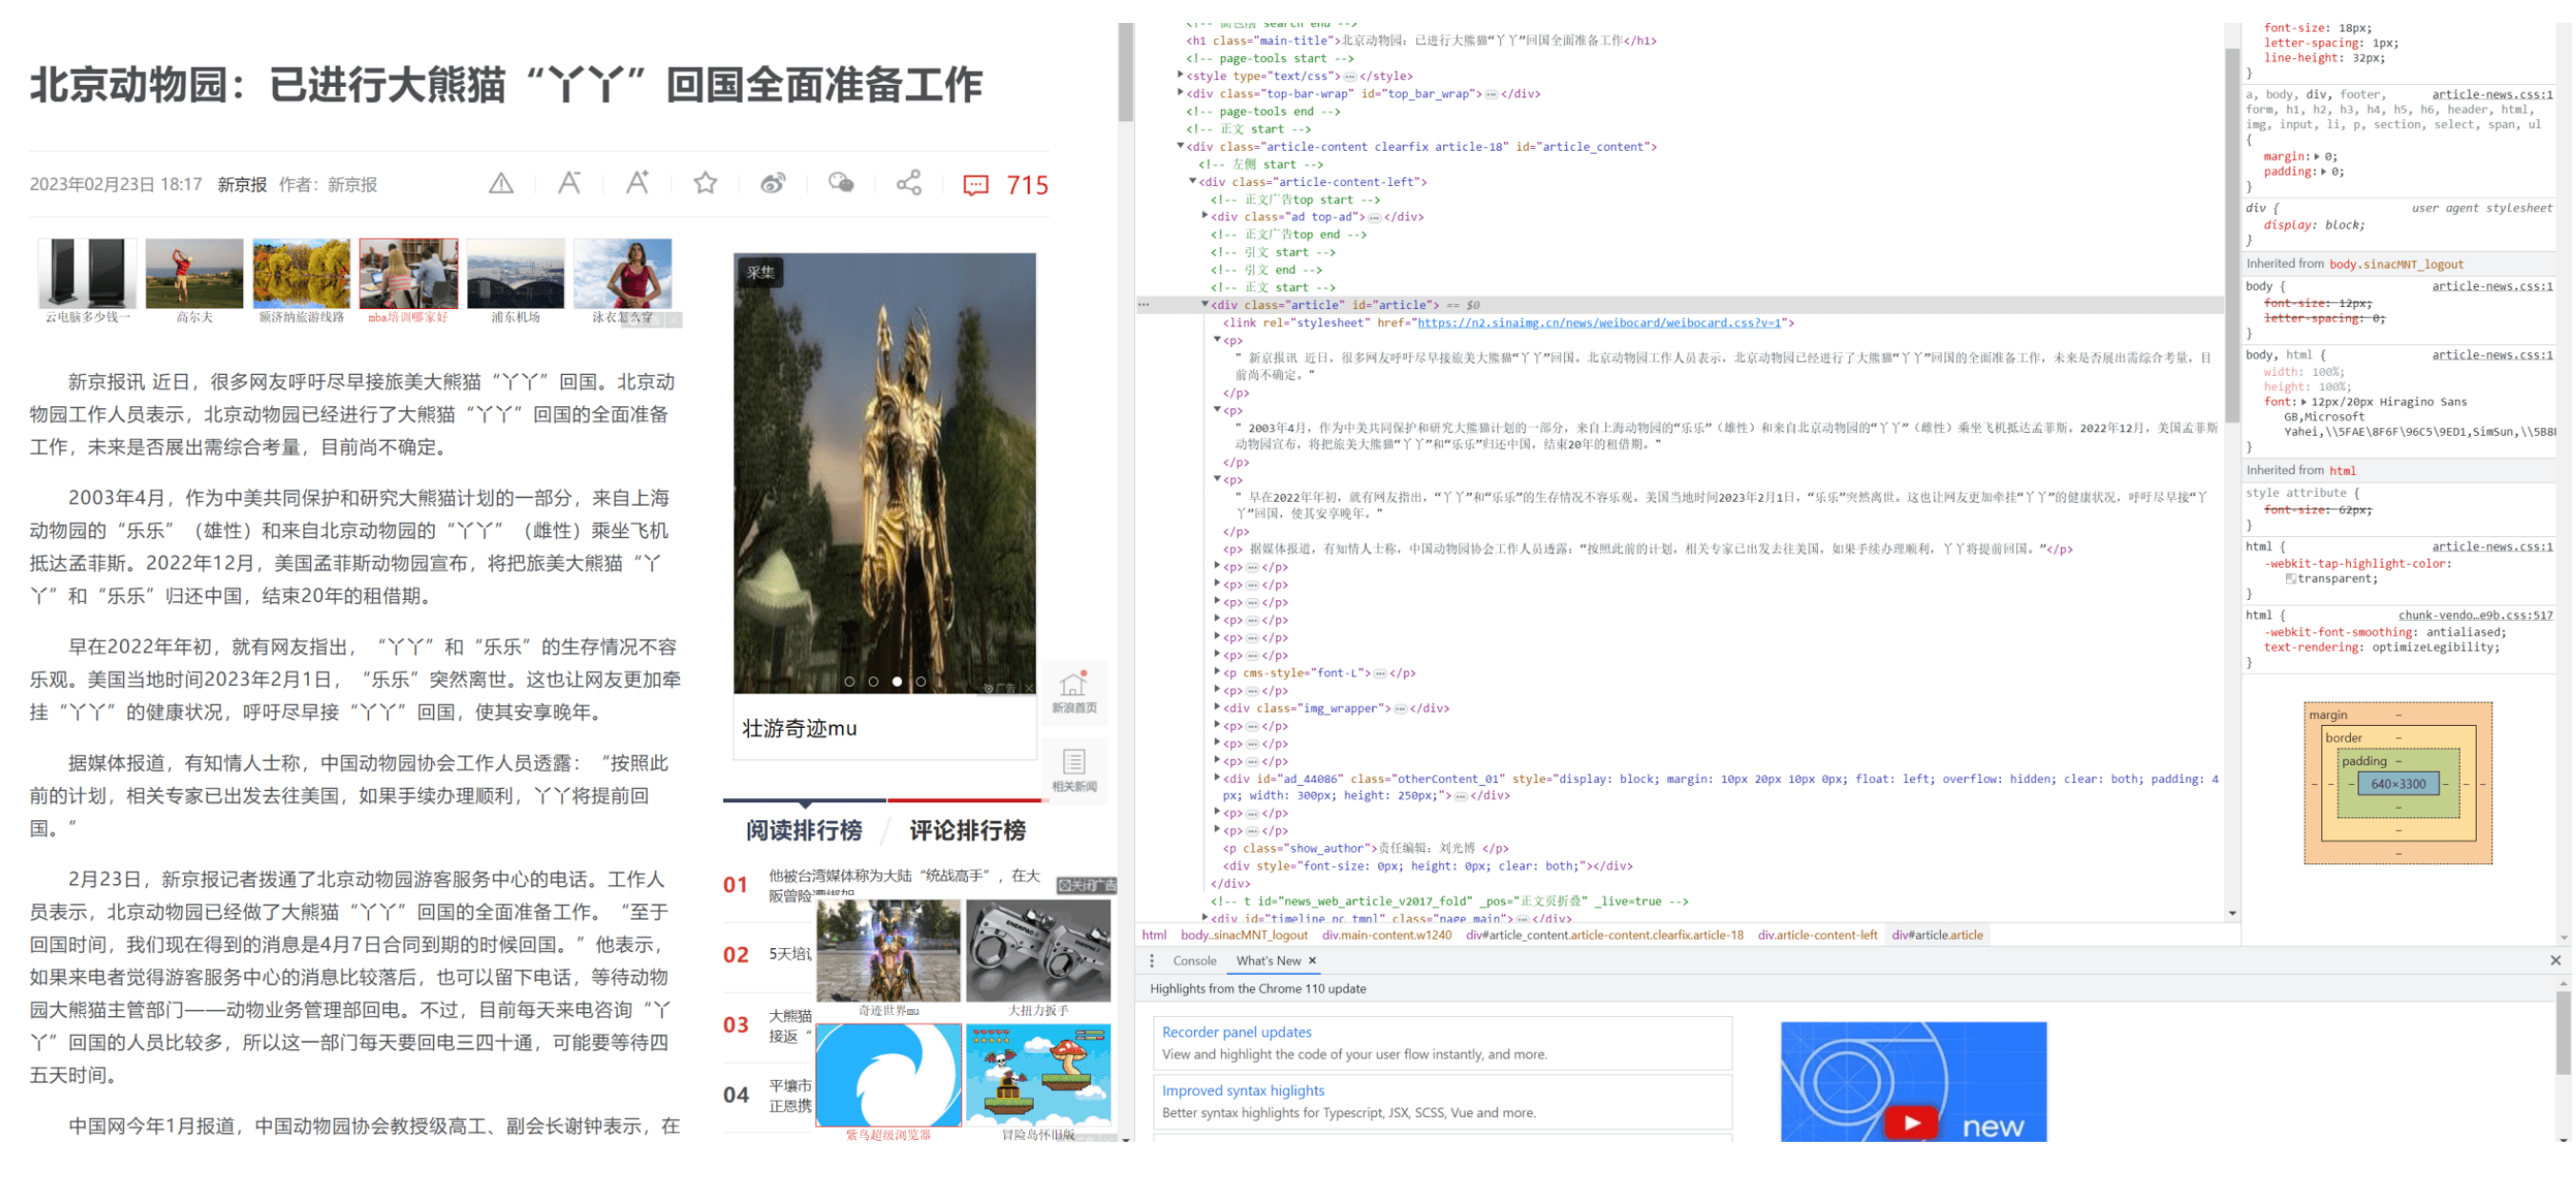 北京动物园：已进行大熊猫“丫丫”回国全面准备工作
2023年02月23日 18:17 新京报 作者：新京报
715
云电脑多少钱一
高尔夫
额济纳旅游线路
mba培训哪家好
浦东机场
泳衣怎么穿
新京报讯 近日，很多网友呼吁尽早接旅美大熊猫“丫丫”回国。北京动
物园工作人员表示，北京动物园已经进行了大熊猫“丫丫”回国的全面准备
工作，未来是否展出需综合考量，目前尚不确定。
2003年4月，作为中美共同保护和研究大熊猫计划的一部分，来自上海
动物园的“乐乐”（雄性）和来自北京动物园的“丫丫”（雌性）乘坐飞机
抵达孟菲斯。2022年12月，美国孟菲斯动物园宣布，将把旅美大熊猫“丫
丫”和“乐乐”归还中国，结束20年的租借期。
早在2022年年初，就有网友指出，“丫丫”和“乐乐”的生存情况不容
乐观。美国当地时间2023年2月1日，“乐乐”突然离世。这也让网友更加牵
挂“丫丫”的健康状况，呼吁尽早接“丫丫”回国，使其安享晚年。
据媒体报道，有知情人士称，中国动物园协会工作人员透露：“按照此
前的计划，相关专家已出发去往美国，如果手续办理顺利，丫丫将提前回
国。”
2月23日，新京报记者拨通了北京动物园游客服务中心的电话。工作人
员表示，北京动物园已经做了大熊猫“丫丫”回国的全面准备工作。“至于
回国时间，我们现在得到的消息是4月7日合同到期的时候回国。”他表示，
如果来电者觉得游客服务中心的消息比较落后，也可以留下电话，等待动物
园大熊猫主管部门——动物业务管理部回电。不过，目前每天来电咨询“丫
丫”回国的人员比较多，所以这一部门每天要回电三四十通，可能要等待四
五天时间。
中国网今年1月报道，中国动物园协会教授级高工、副会长谢钟表示，在
采集
广告
壮游奇迹mu
新浪首页
相关新闻
阅读排行榜 / 评论排行榜
01 他被台湾媒体称为大陆“统战高手”，在大
阪曾险遭绑架
关闭广告
02 5天培训
03 大熊猫
接返“
04 平壤市
正恩携
奇迹世界mu
大扭力扳手
紫鸟超级浏览器
冒险岛怀旧版
<h1 class="main-title">北京动物园：已进行大熊猫“丫丫”回国全面准备工作</h1>
<!-- page-tools start -->
<style type="text/css">…</style>
<div class="top-bar-wrap" id="top_bar_wrap">…</div>
<!-- page-tools end -->
<!-- 正文 start -->
<div class="article-content clearfix article-18" id="article_content">
<!-- 左侧 start -->
<div class="article-content-left">
<!-- 正文广告top start -->
<div class="ad top-ad">…</div>
<!-- 正文广告top end -->
<!-- 引文 start -->
<!-- 引文 end -->
<!-- 正文 start -->
<div class="article" id="article"> == $0
<link rel="stylesheet" href="https://n2.sinaimg.cn/news/weibocard/weibocard.css?v=1">
<p>
" 新京报讯 近日，很多网友呼吁尽早接旅美大熊猫“丫丫”回国。北京动物园工作人员表示，北京动物园已经进行了大熊猫“丫丫”回国的全面准备工作，未来是否展出需综合考量，目
前尚不确定。"
</p>
<p>
" 2003年4月，作为中美共同保护和研究大熊猫计划的一部分，来自上海动物园的“乐乐”（雄性）和来自北京动物园的“丫丫”（雌性）乘坐飞机抵达孟菲斯。2022年12月，美国孟菲斯
动物园宣布，将把旅美大熊猫“丫丫”和“乐乐”归还中国，结束20年的租借期。"
</p>
<p>
" 早在2022年年初，就有网友指出，“丫丫”和“乐乐”的生存情况不容乐观。美国当地时间2023年2月1日，“乐乐”突然离世。这也让网友更加牵挂“丫丫”的健康状况，呼吁尽早接“丫
丫”回国，使其安享晚年。"
</p>
<p> 据媒体报道，有知情人士称，中国动物园协会工作人员透露：“按照此前的计划，相关专家已出发去往美国，如果手续办理顺利，丫丫将提前回国。”</p>
<p>…</p>
<p>…</p>
<p>…</p>
<p>…</p>
<p>…</p>
<p>…</p>
<p cms-style="font-L">…</p>
<p>…</p>
<div class="img_wrapper">…</div>
<p>…</p>
<p>…</p>
<p>…</p>
<div id="ad_44086" class="otherContent_01" style="display: block; margin: 10px 20px 10px 0px; float: left; overflow: hidden; clear: both; padding: 4
px; width: 300px; height: 250px;">…</div>
<p>…</p>
<p>…</p>
<p class="show_author">责任编辑：刘光博 </p>
<div style="font-size: 0px; height: 0px; clear: both;"></div>
</div>
<!-- t id="news_web_article_v2017_fold" _pos="正文页折叠" _live=true -->
<div id="timeline_pc_tmpl" class="page_main">…</div>
html body.sinacMNT_logout div.main-content.w1240 div#article_content.article-content.clearfix.article-18 div.article-content-left div#article.article
Console What's New ×
Highlights from the Chrome 110 update
Recorder panel updates
View and highlight the code of your user flow instantly, and more.
Improved syntax higlights
Better syntax highlights for Typescript, JSX, SCSS, Vue and more.
new
font-size: 18px;
letter-spacing: 1px;
line-height: 32px;
}
a, body, div, footer, article-news.css:1
form, h1, h2, h3, h4, h5, h6, header, html,
img, input, li, p, section, select, span, ul
{
margin: 0;
padding: 0;
}
div { user agent stylesheet
display: block;
}
Inherited from body.sinacMNT_logout
body { article-news.css:1
font-size: 12px;
letter-spacing: 0;
}
body, html { article-news.css:1
width: 100%;
height: 100%;
font: 12px/20px Hiragino Sans
GB,Microsoft
Yahei,\\5FAE\8F6F\96C5\9ED1,SimSun,\\5B8
}
Inherited from html
style attribute {
font-size: 62px;
}
html { article-news.css:1
-webkit-tap-highlight-color:
transparent;
}
html { chunk-vendo…e9b.css:517
-webkit-font-smoothing: antialiased;
text-rendering: optimizeLegibility;
}
margin
border
padding
640×3300